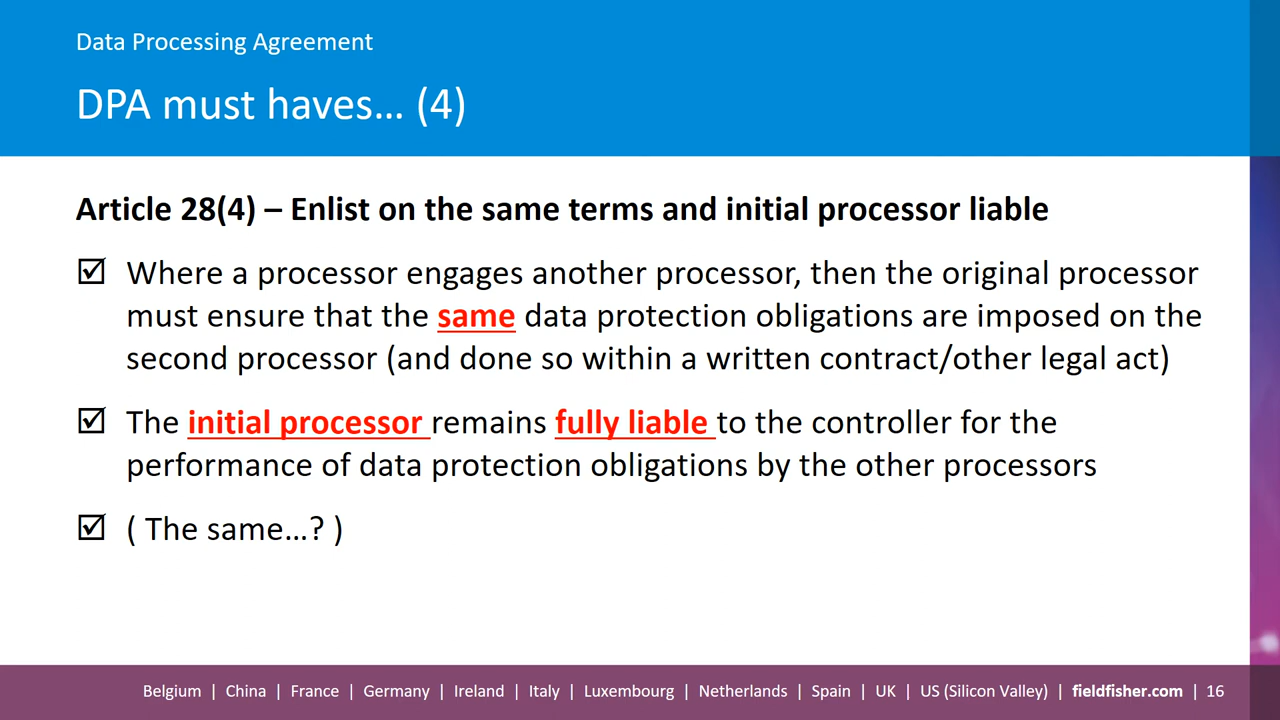 Data Processing Agreement
DPA must haves... (4)
Article 28(4) – Enlist on the same terms and initial processor liable
☑ Where a processor engages another processor, then the original processor
must ensure that the same data protection obligations are imposed on the
second processor (and done so within a written contract/other legal act)
☑ The initial processor remains fully liable to the controller for the
performance of data protection obligations by the other processors
☑ ( The same...? )
Belgium | China | France | Germany | Ireland | Italy | Luxembourg | Netherlands | Spain | UK | US (Silicon Valley) | fieldfisher.com | 16